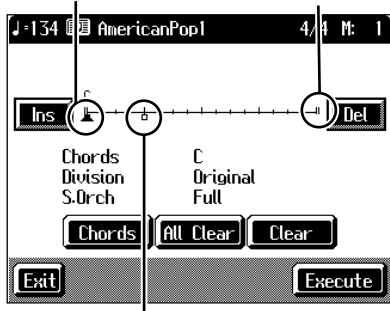 ♩=134 AmericanPop1 4/4 M: 1
C
Ins Del
Chords C
Division Original
S.Orch Full
Chords All Clear Clear
Exit Execute